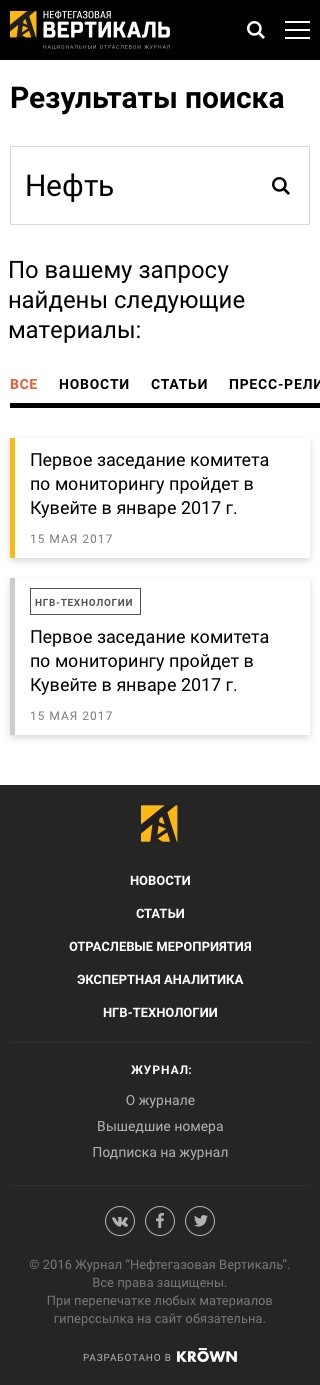 НЕФТЕГАЗОВАЯ
ВЕРТИКАЛЬ
НАЦИОНАЛЬНЫЙ ОТРАСЛЕВОЙ ЖУРНАЛ
Результаты поиска
Нефть
По вашему запросу
найдены следующие
материалы:
ВСЕ НОВОСТИ СТАТЬИ ПРЕСС-РЕЛИ
Первое заседание комитета
по мониторингу пройдет в
Кувейте в январе 2017 г.
15 МАЯ 2017
НГВ-ТЕХНОЛОГИИ
Первое заседание комитета
по мониторингу пройдет в
Кувейте в январе 2017 г.
15 МАЯ 2017
НОВОСТИ
СТАТЬИ
ОТРАСЛЕВЫЕ МЕРОПРИЯТИЯ
ЭКСПЕРТНАЯ АНАЛИТИКА
НГВ-ТЕХНОЛОГИИ
ЖУРНАЛ:
О журнале
Вышедшие номера
Подписка на журнал
© 2016 Журнал “Нефтегазовая Вертикаль”.
Все права защищены.
При перепечатке любых материалов
гиперссылка на сайт обязательна.
РАЗРАБОТАНО В KRŌWN